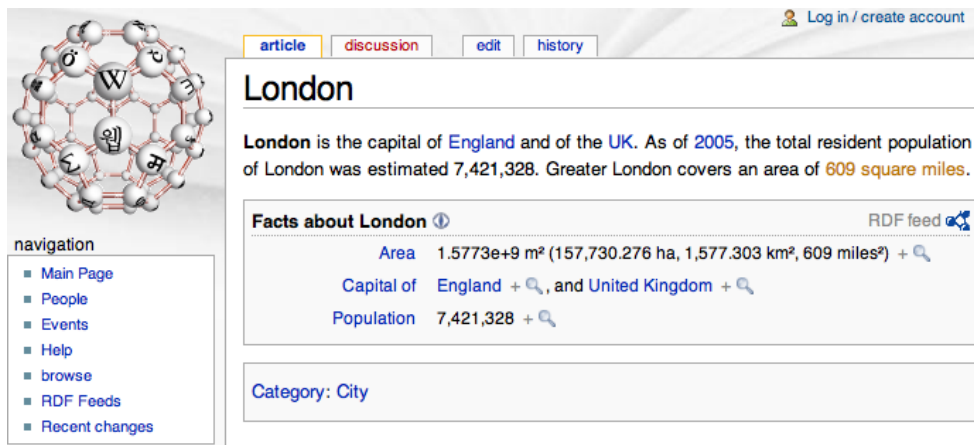 Log in / create account
article
discussion
edit
history
London
London is the capital of England and of the UK. As of 2005, the total resident population
of London was estimated 7,421,328. Greater London covers an area of 609 square miles.
Facts about London
RDF feed
Area 1.5773e+9 m² (157,730.276 ha, 1,577.303 km², 609 miles²) +
Capital of England + , and United Kingdom +
Population 7,421,328 +
Category: City
navigation
Main Page
People
Events
Help
browse
RDF Feeds
Recent changes
W
Ö